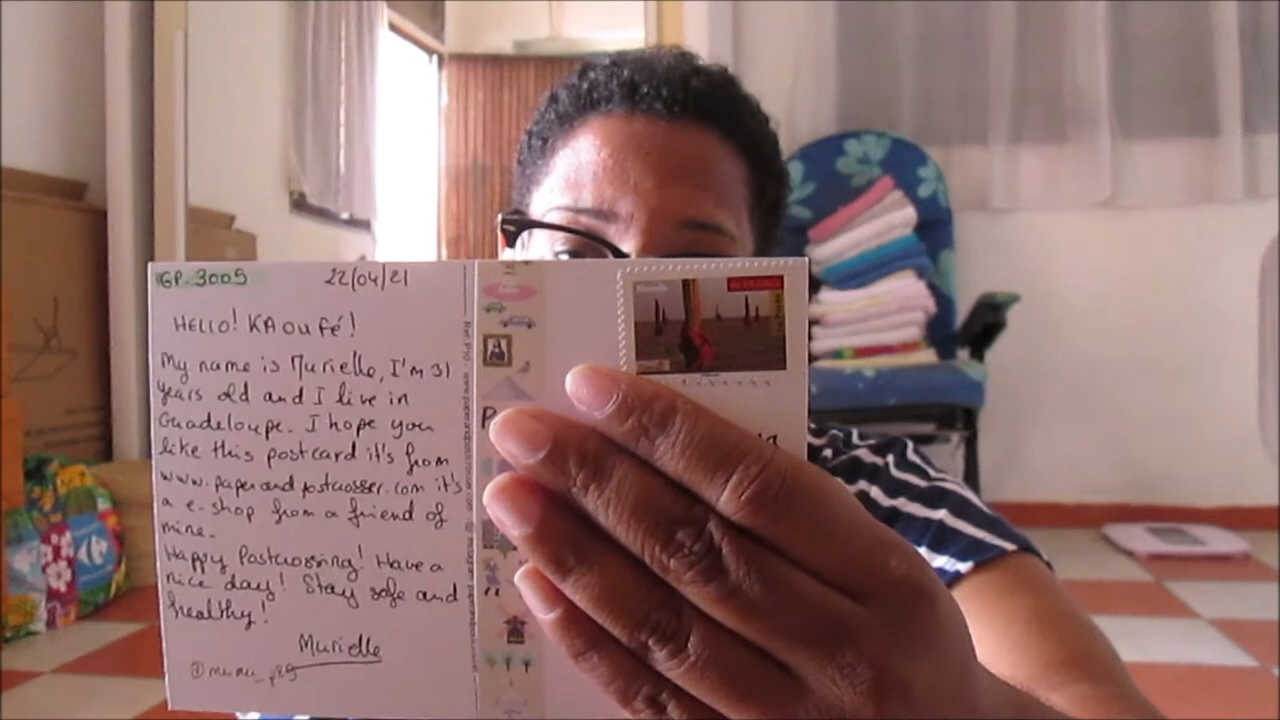 GP-3005 22/04/21
HELLO! KAoufé!
My name is Murielle, I'm 31
years old and I live in
Guadeloupe. I hope you
like this postcard it's from
www.paperandpostcrosser.com it's
a e-shop from a friend of
mine.
Happy Postcrossing! Have a
nice day! Stay safe and
healthy!
Murielle